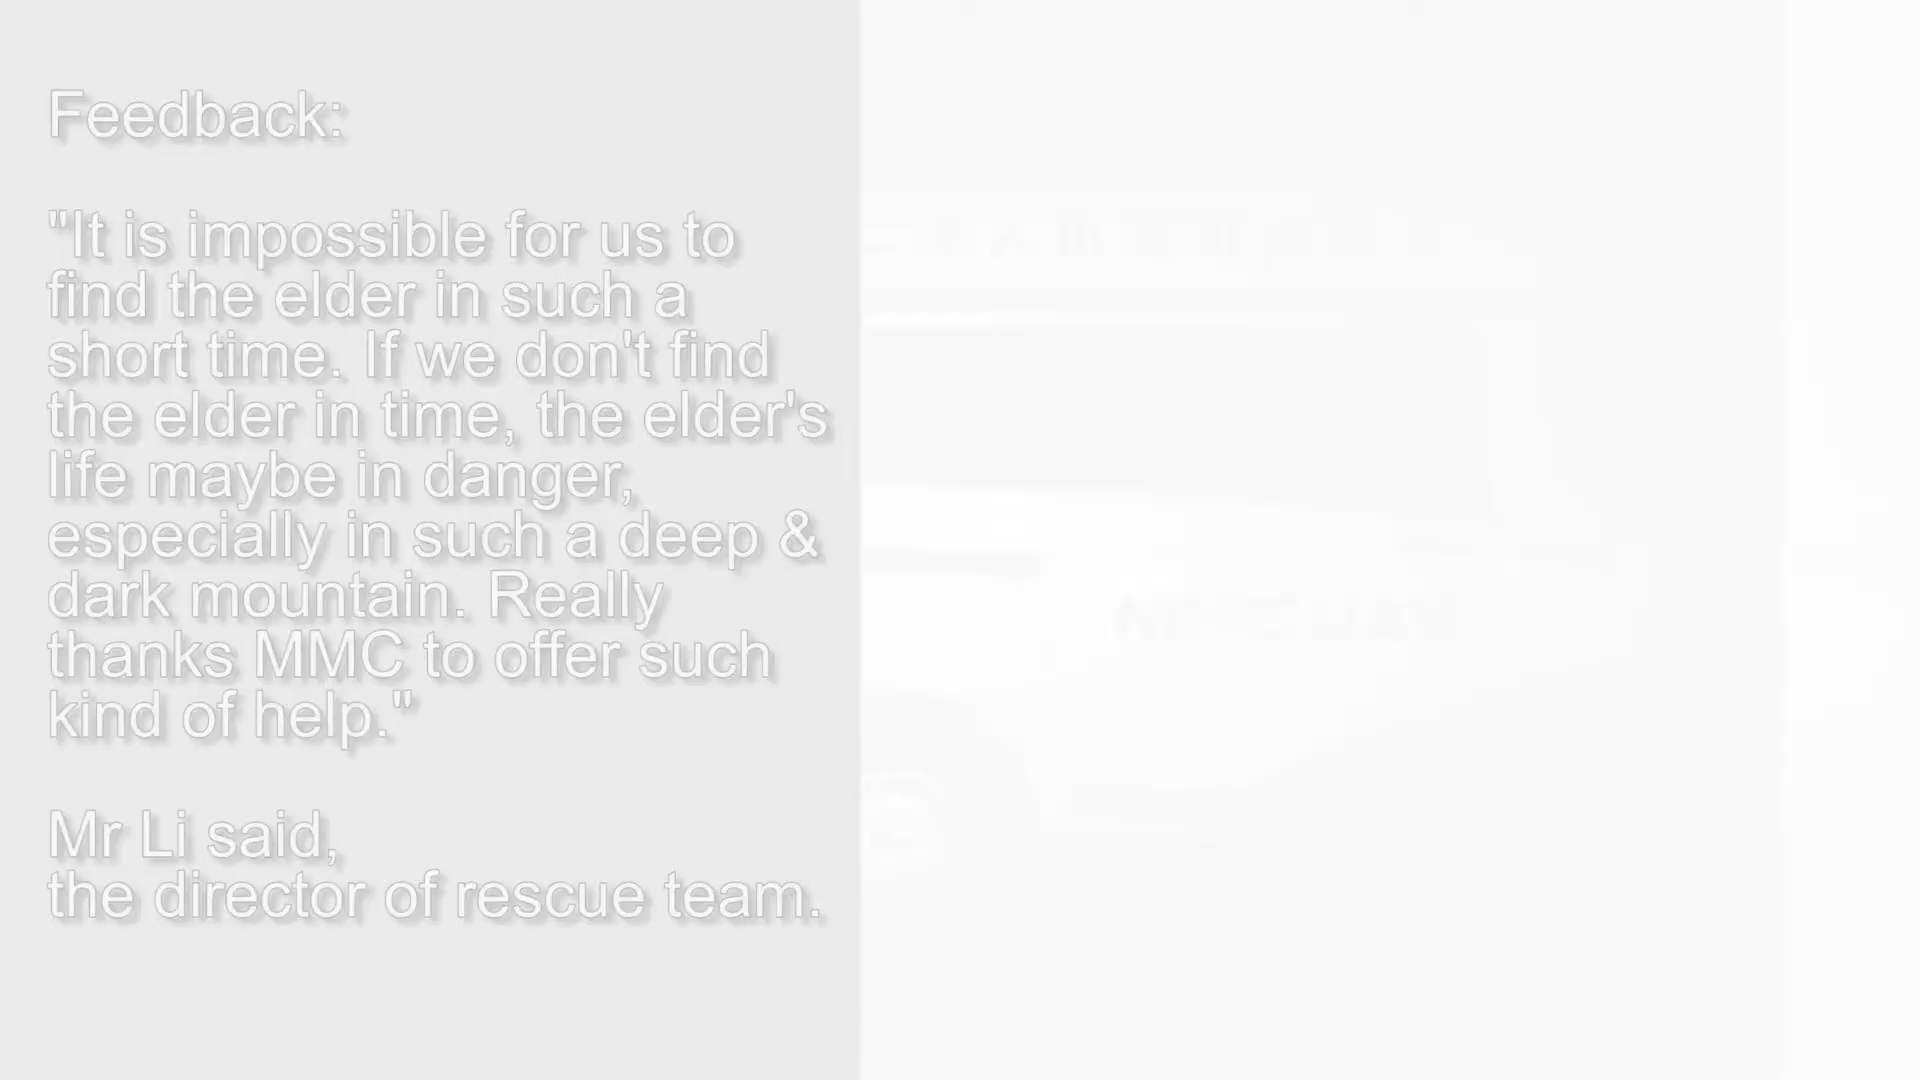 Feedback:
"It is impossible for us to
find the elder in such a
short time. If we don't find
the elder in time, the elder's
life maybe in danger,
especially in such a deep &
dark mountain. Really
thanks MMC to offer such
kind of help."
Mr Li said,
the director of rescue team.